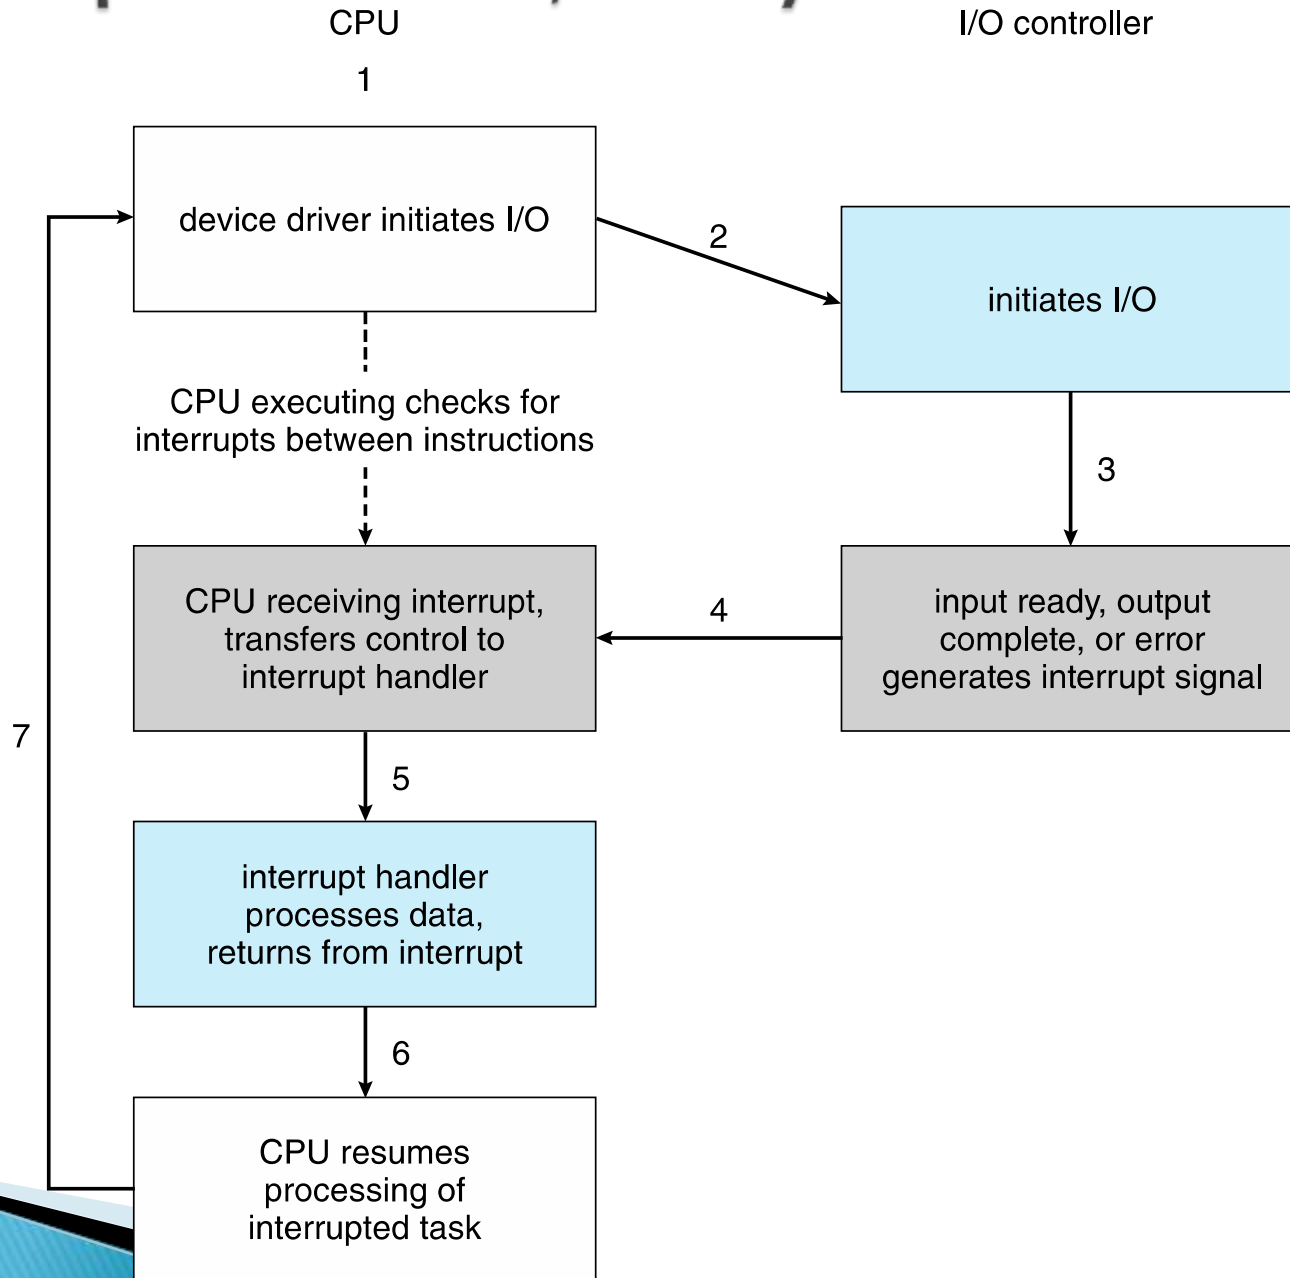 CPU
I/O controller
1
device driver initiates I/O
2
initiates I/O
CPU executing checks for
interrupts between instructions
3
CPU receiving interrupt,
transfers control to
interrupt handler
4
input ready, output
complete, or error
generates interrupt signal
7
5
interrupt handler
processes data,
returns from interrupt
6
CPU resumes
processing of
interrupted task